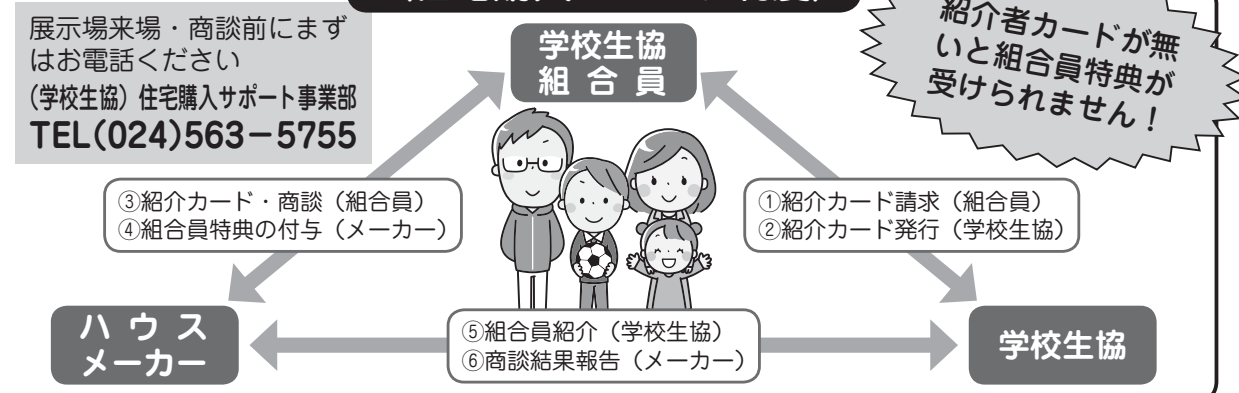 展示場来場・商談前にまず
はお電話ください
(学校生協) 住宅購入サポート事業部
TEL(024)563−5755
学校生協
組合員
紹介者カードが無
いと組合員特典が
受けられません！
③紹介カード・商談（組合員）
④組合員特典の付与（メーカー）
①紹介カード請求（組合員）
②紹介カード発行（学校生協）
ハウス
メーカー
⑤組合員紹介（学校生協）
⑥商談結果報告（メーカー）
学校生協